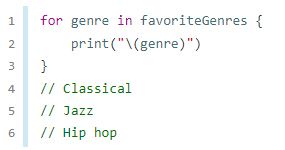 1 for genre in favoriteGenres {
2     print("\(genre)")
3 }
4 // Classical
5 // Jazz
6 // Hip hop